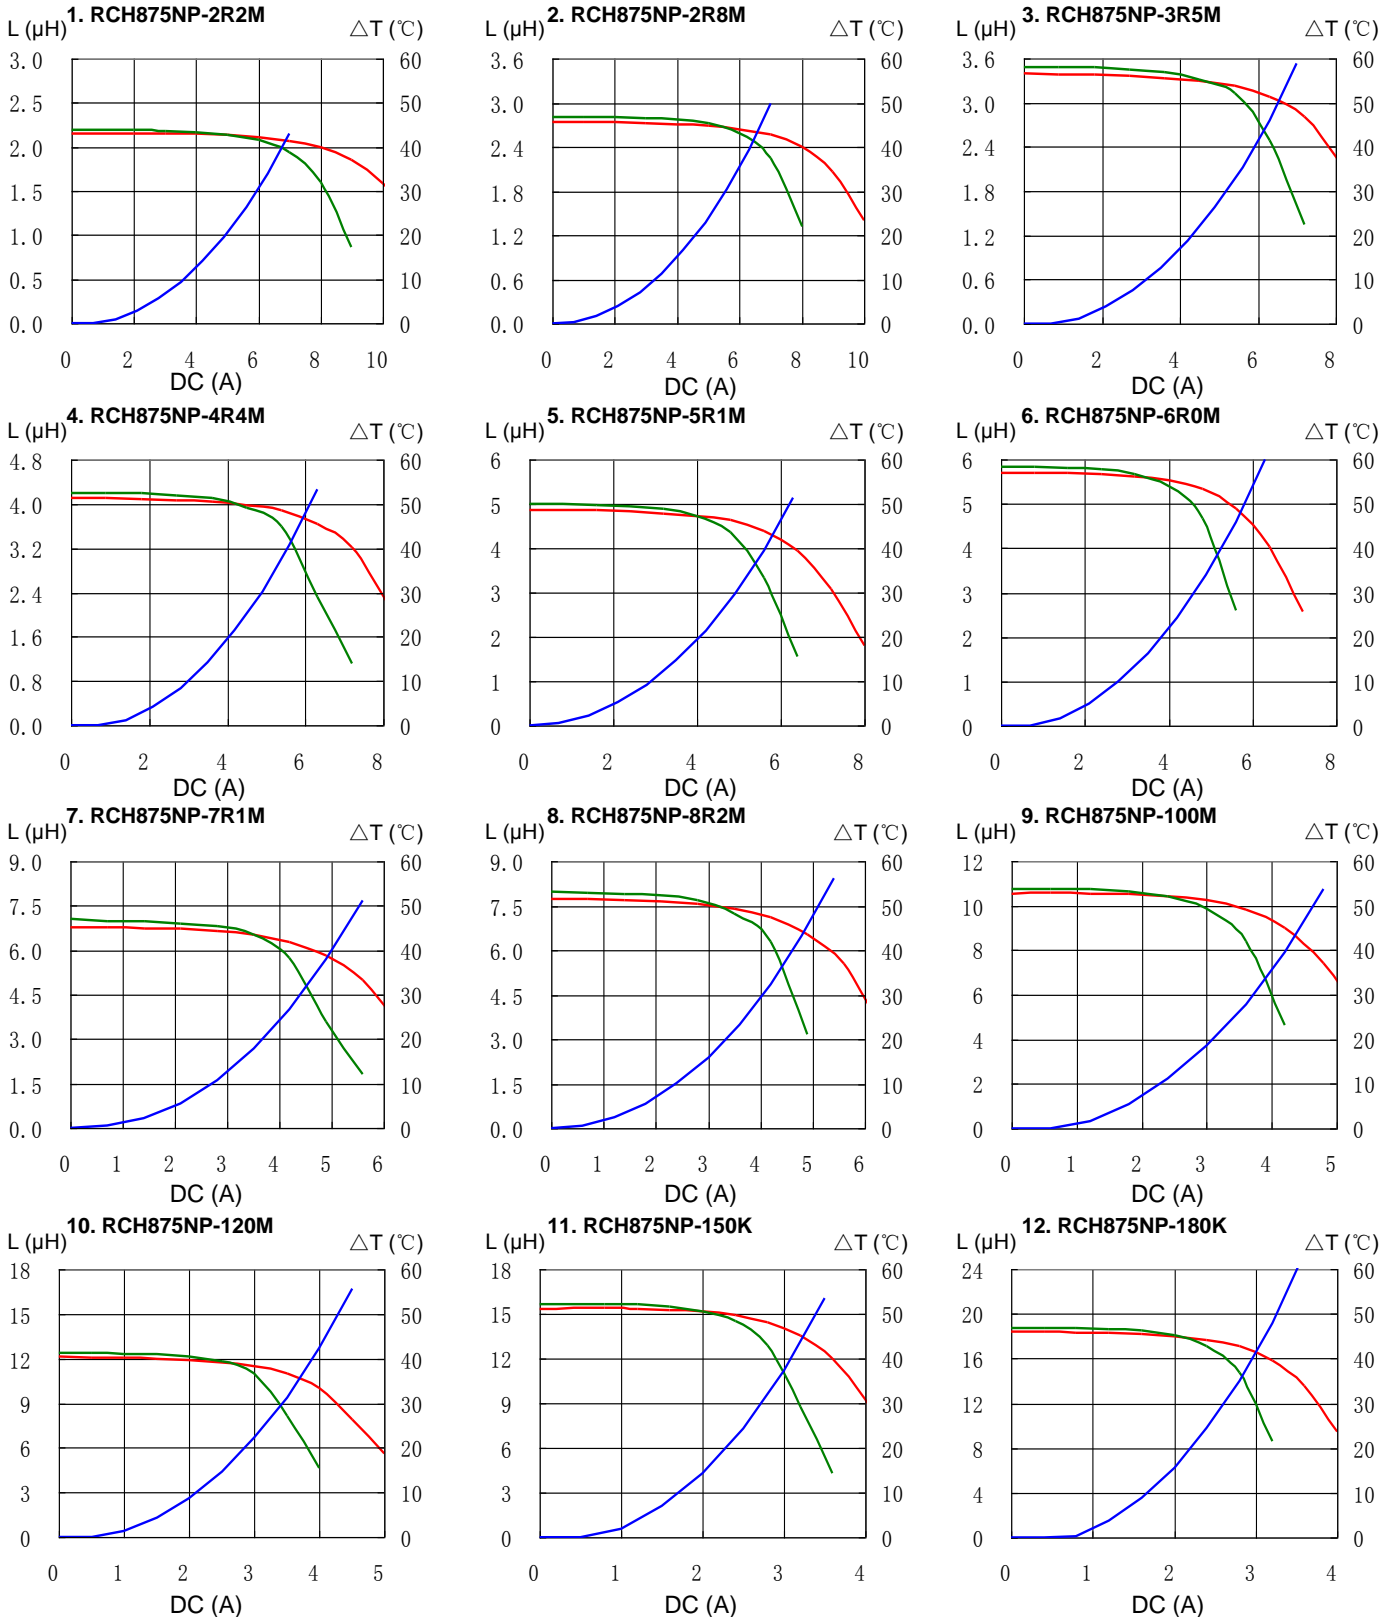 1. RCH875NP-2R2M
L (μH)
△T (℃)
3.0
2.5
2.0
1.5
1.0
0.5
0.0
60
50
40
30
20
10
0
0 2 4 6 8 10
DC (A)
2. RCH875NP-2R8M
L (μH)
△T (℃)
3.6
3.0
2.4
1.8
1.2
0.6
0.0
60
50
40
30
20
10
0
0 2 4 6 8 10
DC (A)
3. RCH875NP-3R5M
L (μH)
△T (℃)
3.6
3.0
2.4
1.8
1.2
0.6
0.0
60
50
40
30
20
10
0
0 2 4 6 8
DC (A)
4. RCH875NP-4R4M
L (μH)
△T (℃)
4.8
4.0
3.2
2.4
1.6
0.8
0.0
60
50
40
30
20
10
0
0 2 4 6 8
DC (A)
5. RCH875NP-5R1M
L (μH)
△T (℃)
6
5
4
3
2
1
0
60
50
40
30
20
10
0
0 2 4 6 8
DC (A)
6. RCH875NP-6R0M
L (μH)
△T (℃)
6
5
4
3
2
1
0
60
50
40
30
20
10
0
0 2 4 6 8
DC (A)
7. RCH875NP-7R1M
L (μH)
△T (℃)
9.0
7.5
6.0
4.5
3.0
1.5
0.0
60
50
40
30
20
10
0
0 1 2 3 4 5 6
DC (A)
8. RCH875NP-8R2M
L (μH)
△T (℃)
9.0
7.5
6.0
4.5
3.0
1.5
0.0
60
50
40
30
20
10
0
0 1 2 3 4 5 6
DC (A)
9. RCH875NP-100M
L (μH)
△T (℃)
12
10
8
6
4
2
0
60
50
40
30
20
10
0
0 1 2 3 4 5
DC (A)
10. RCH875NP-120M
L (μH)
△T (℃)
18
15
12
9
6
3
0
60
50
40
30
20
10
0
0 1 2 3 4 5
DC (A)
11. RCH875NP-150K
L (μH)
△T (℃)
18
15
12
9
6
3
0
60
50
40
30
20
10
0
0 1 2 3 4
DC (A)
12. RCH875NP-180K
L (μH)
△T (℃)
24
20
16
12
8
4
0
60
50
40
30
20
10
0
0 1 2 3 4
DC (A)